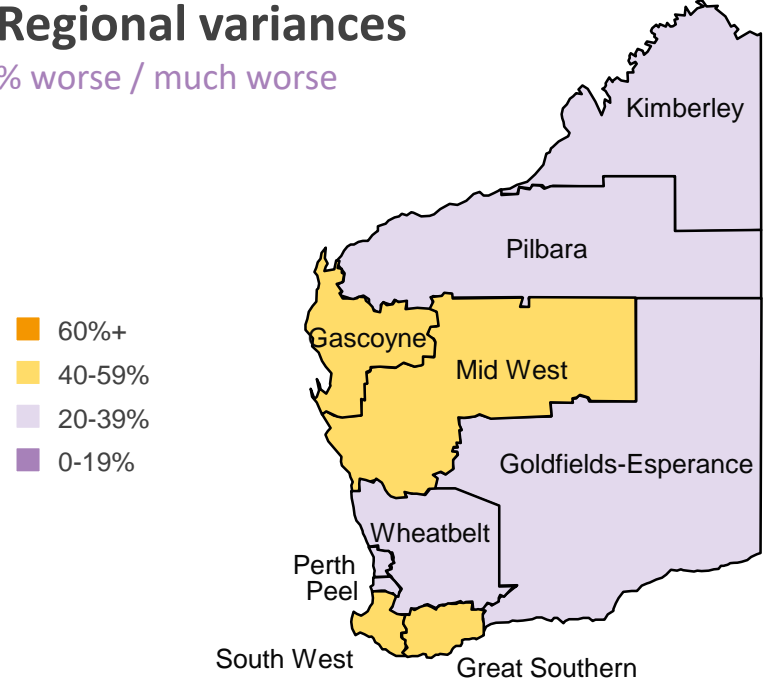 Regional variances
% worse / much worse
Kimberley
Pilbara
Gascoyne
Mid West
60%+
40-59%
20-39%
0-19%
Goldfields-Esperance
Wheatbelt
Perth
Peel
South West
Great Southern